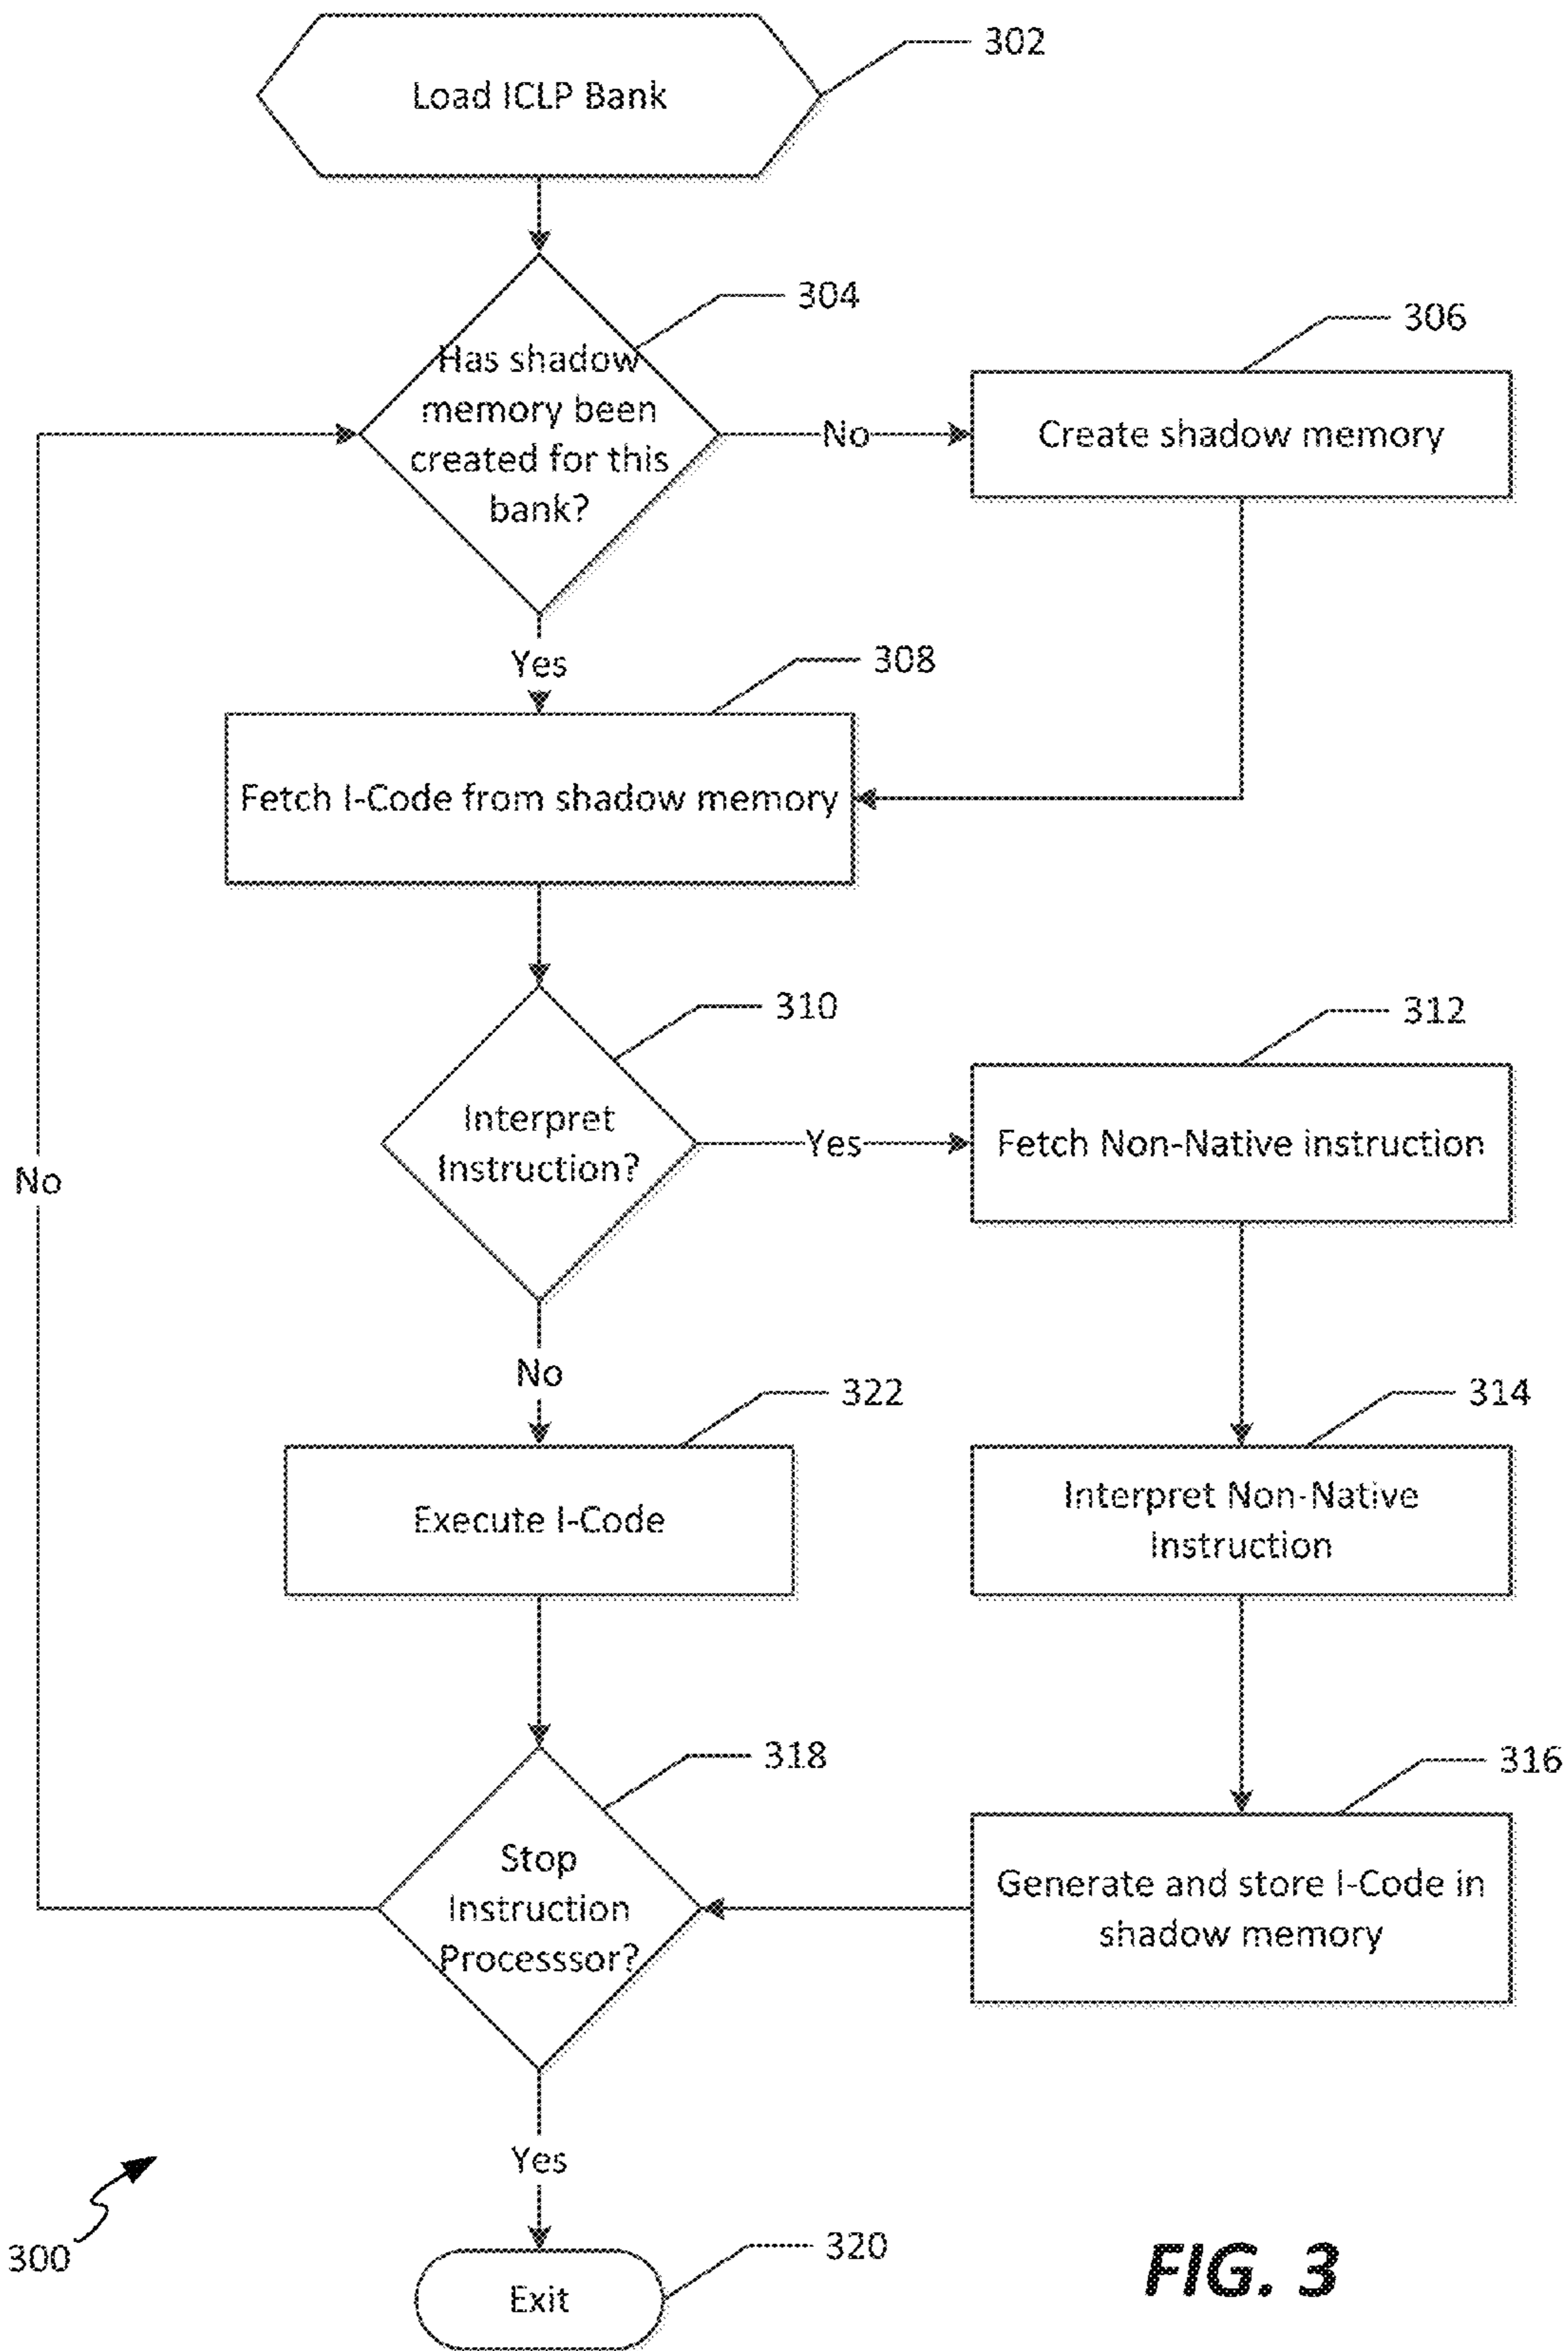 302
Load ICLP Bank
304
306
Has shadow
memory been
created for this
bank?
No
Create shadow memory
Yes
308
Fetch I-Code from shadow memory
310
312
Interpret
Instruction?
Yes
Fetch Non-Native instruction
No
No
322
314
Execute I-Code
Interpret Non-Native
Instruction
318
316
Stop
Instruction
Processsor?
Generate and store I-Code in
shadow memory
Yes
300
320
Exit
FIG. 3